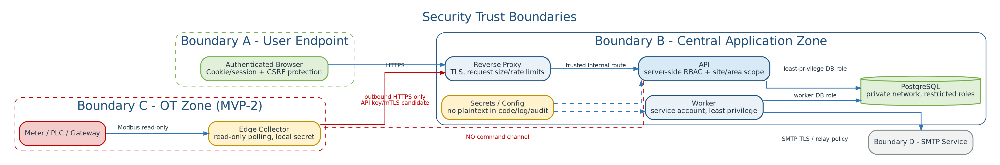 Security Trust Boundaries
Boundary A - User Endpoint
Authenticated Browser
Cookie/session + CSRF protection
HTTPS
Boundary B - Central Application Zone
Reverse Proxy
TLS, request size/rate limits
trusted internal route
API
server-side RBAC + site/area scope
least-privilege DB role
PostgreSQL
private network, restricted roles
worker DB role
Secrets / Config
no plaintext in code/log/audit
Worker
service account, least privilege
outbound HTTPS only
API key/mTLS candidate
Boundary C - OT Zone (MVP-2)
Meter / PLC / Gateway
Modbus read-only
Edge Collector
read-only polling, local secret
NO command channel
SMTP TLS / relay policy
Boundary D - SMTP Service